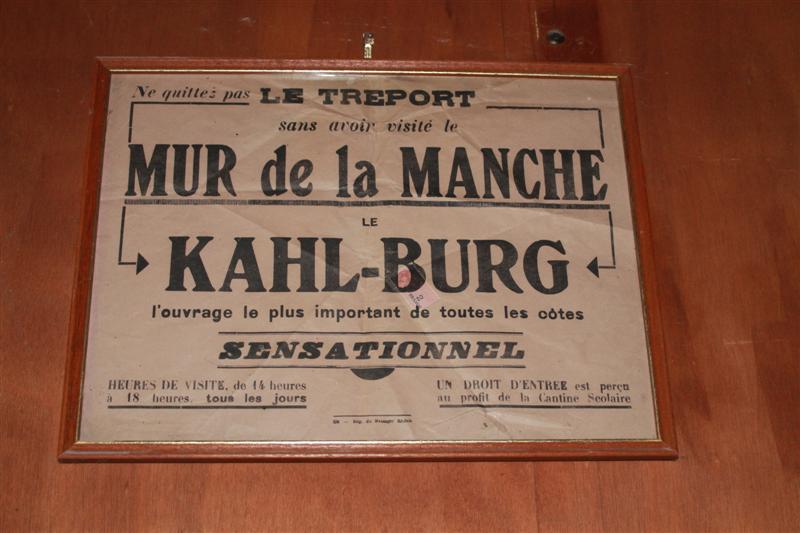 Ne quittez pas LE TREPORT
sans avoir visité le
MUR de la MANCHE
LE
KAHL-BURG
l'ouvrage le plus important de toutes les côtes
SENSATIONNEL
HEURES DE VISITE, de 14 heures
à 18 heures, tous les jours
UN DROIT D'ENTREE est perçu
au profit de la Cantine Scolaire